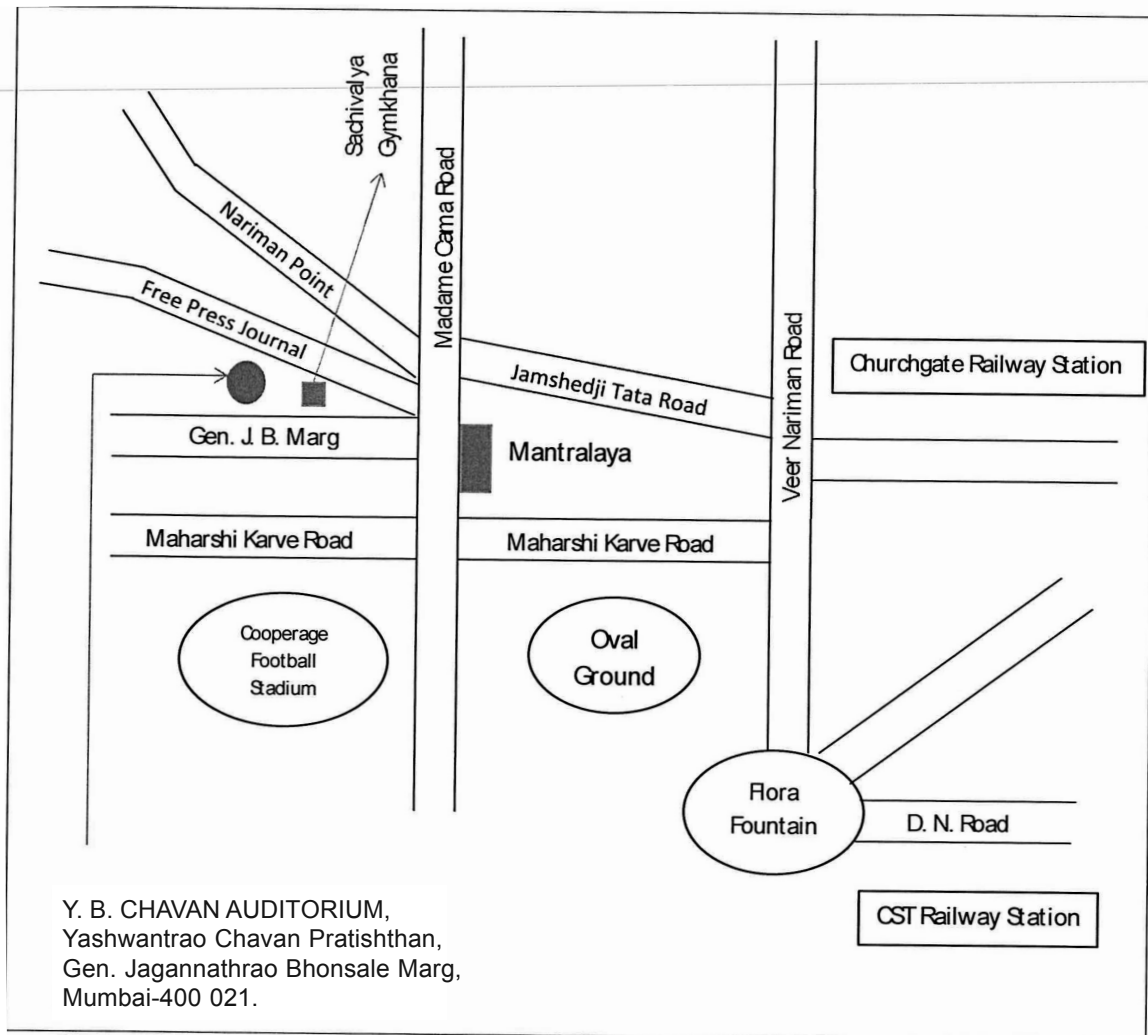 Sachivalya
Gymkhana
Madame Cama Road
Nariman Point
Free Press Journal
Veer Nariman Road
Churchgate Railway Station
Jamshedji Tata Road
Gen. J. B. Marg
Mantralaya
Maharshi Karve Road
Maharshi Karve Road
Cooperage
Football
Stadium
Oval
Ground
Flora
Fountain
D. N. Road
CST Railway Station
Y. B. CHAVAN AUDITORIUM,
Yashwantrao Chavan Pratishthan,
Gen. Jagannathrao Bhonsale Marg,
Mumbai-400 021.